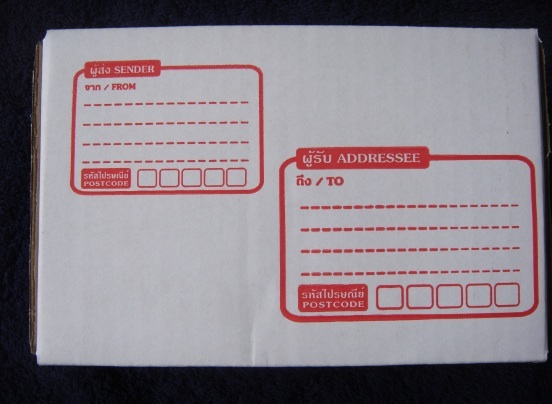 ผู้ส่ง SENDER
จาก / FROM
รหัสไปรษณีย์
POSTCODE
ผู้รับ ADDRESSEE
ถึง / TO
รหัสไปรษณีย์
POSTCODE